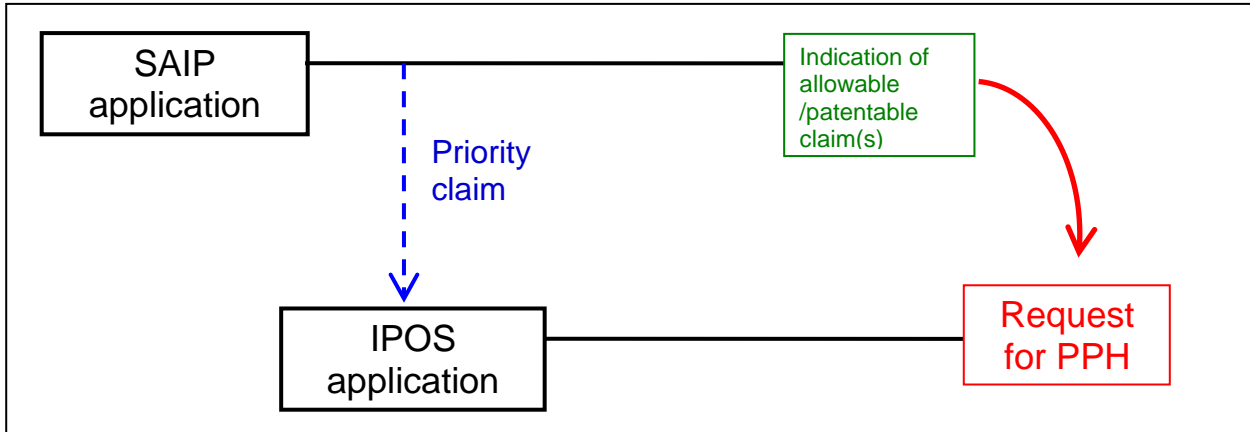 SAIP
application
Indication of
allowable
/patentable
claim(s)
Priority
claim
IPOS
application
Request
for PPH